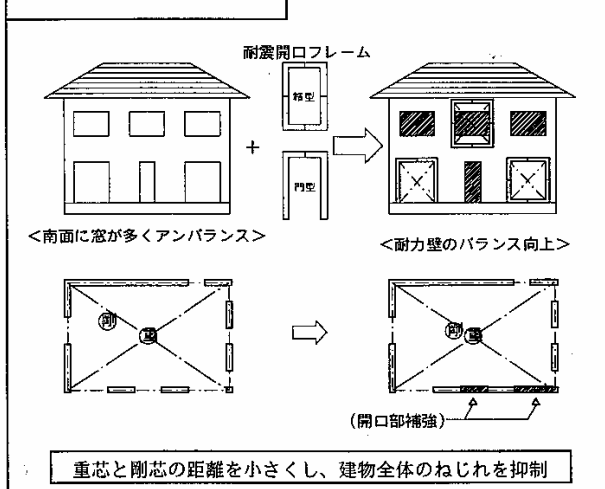 耐震開口フレーム
箱型
門型
＋
＜南面に窓が多くアンバランス＞
＜耐力壁のバランス向上＞
剛
重
剛
重
(開口部補強)
重芯と剛芯の距離を小さくし、建物全体のねじれを抑制